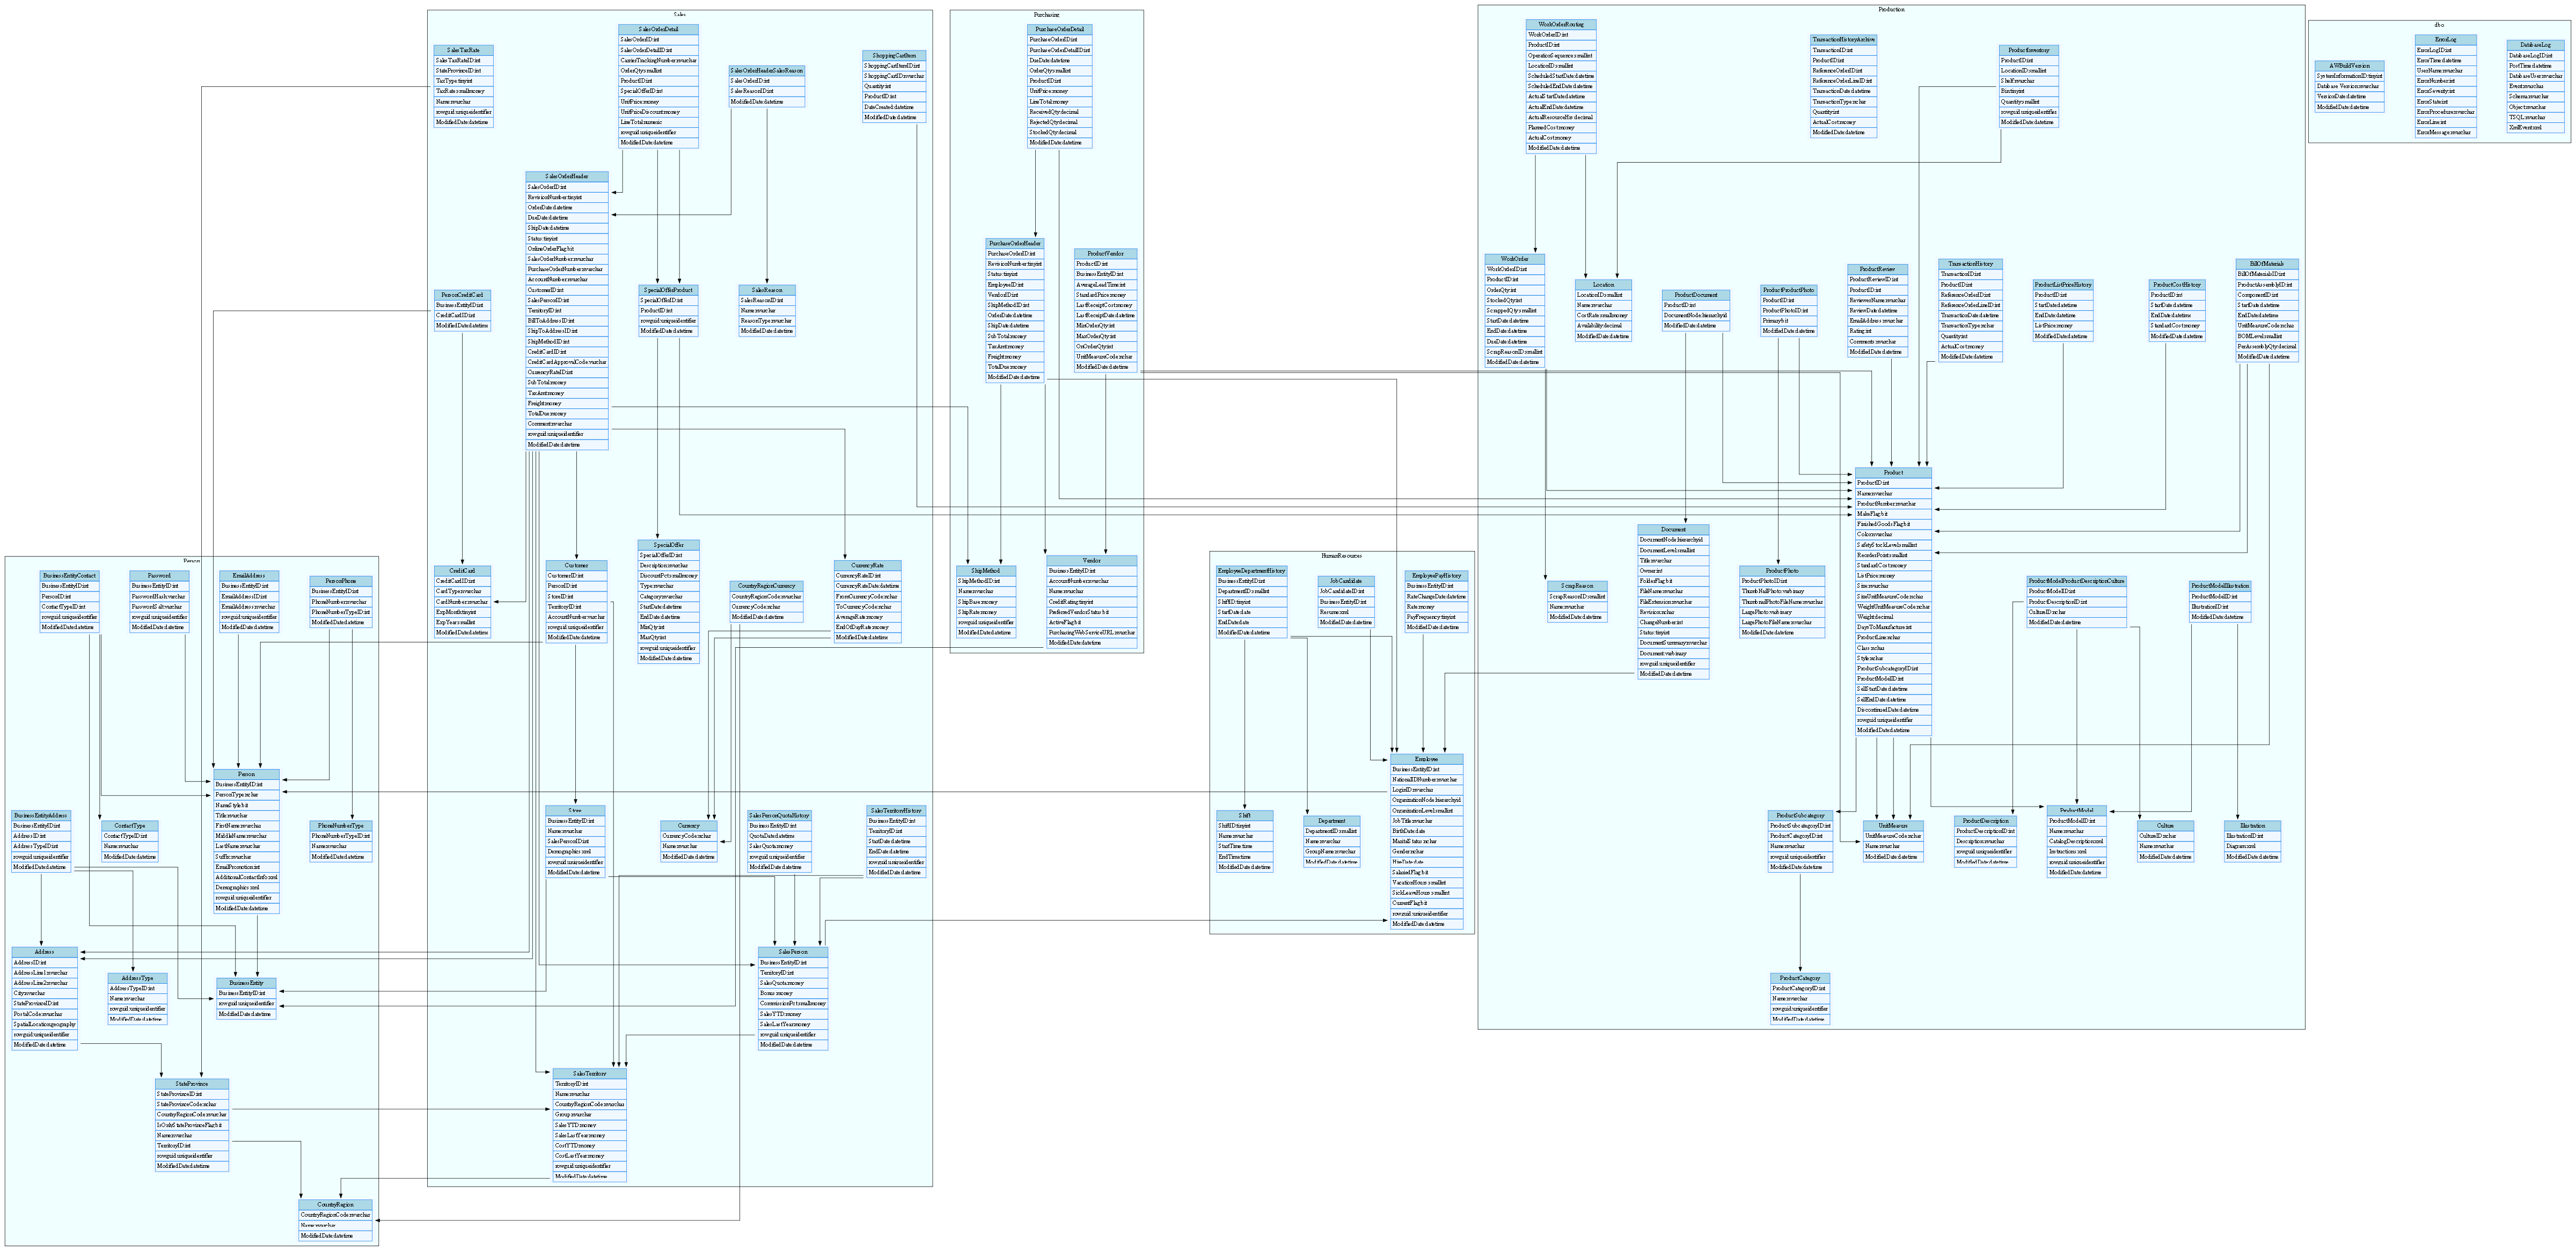 Sales
SalesTaxRate
SalesTaxRateID:int
StateProvinceID:int
TaxType:tinyint
TaxRate:smallmoney
Name:nvarchar
rowguid:uniqueidentifier
ModifiedDate:datetime
SalesOrderDetail
SalesOrderID:int
SalesOrderDetailID:int
CarrierTrackingNumber:nvarchar
OrderQty:smallint
ProductID:int
SpecialOfferID:int
UnitPrice:money
UnitPriceDiscount:money
LineTotal:numeric
rowguid:uniqueidentifier
ModifiedDate:datetime
SalesOrderHeaderSalesReason
SalesOrderID:int
SalesReasonID:int
ModifiedDate:datetime
ShoppingCartItem
ShoppingCartItemID:int
ShoppingCartID:nvarchar
Quantity:int
ProductID:int
DateCreated:datetime
ModifiedDate:datetime
SalesOrderHeader
SalesOrderID:int
RevisionNumber:tinyint
OrderDate:datetime
DueDate:datetime
ShipDate:datetime
Status:tinyint
OnlineOrderFlag:bit
SalesOrderNumber:nvarchar
PurchaseOrderNumber:nvarchar
AccountNumber:nvarchar
CustomerID:int
SalesPersonID:int
TerritoryID:int
BillToAddressID:int
ShipToAddressID:int
ShipMethodID:int
CreditCardID:int
CreditCardApprovalCode:varchar
CurrencyRateID:int
SubTotal:money
TaxAmt:money
Freight:money
TotalDue:money
Comment:nvarchar
rowguid:uniqueidentifier
ModifiedDate:datetime
PersonCreditCard
BusinessEntityID:int
CreditCardID:int
ModifiedDate:datetime
SpecialOfferProduct
SpecialOfferID:int
ProductID:int
rowguid:uniqueidentifier
ModifiedDate:datetime
SalesReason
SalesReasonID:int
Name:nvarchar
ReasonType:nvarchar
ModifiedDate:datetime
CreditCard
CreditCardID:int
CardType:nvarchar
CardNumber:nvarchar
ExpMonth:tinyint
ExpYear:smallint
ModifiedDate:datetime
Customer
CustomerID:int
PersonID:int
StoreID:int
TerritoryID:int
AccountNumber:varchar
rowguid:uniqueidentifier
ModifiedDate:datetime
SpecialOffer
SpecialOfferID:int
Description:nvarchar
DiscountPct:smallmoney
Type:nvarchar
Category:nvarchar
StartDate:datetime
EndDate:datetime
MinQty:int
MaxQty:int
rowguid:uniqueidentifier
ModifiedDate:datetime
CountryRegionCurrency
CountryRegionCode:nvarchar
CurrencyCode:nchar
ModifiedDate:datetime
CurrencyRate
CurrencyRateID:int
CurrencyRateDate:datetime
FromCurrencyCode:nchar
ToCurrencyCode:nchar
AverageRate:money
EndOfDayRate:money
ModifiedDate:datetime
Store
BusinessEntityID:int
Name:nvarchar
SalesPersonID:int
Demographics:xml
rowguid:uniqueidentifier
ModifiedDate:datetime
Currency
CurrencyCode:nchar
Name:nvarchar
ModifiedDate:datetime
SalesPersonQuotaHistory
BusinessEntityID:int
QuotaDate:datetime
SalesQuota:money
rowguid:uniqueidentifier
ModifiedDate:datetime
SalesTerritoryHistory
BusinessEntityID:int
TerritoryID:int
StartDate:datetime
EndDate:datetime
rowguid:uniqueidentifier
ModifiedDate:datetime
SalesPerson
BusinessEntityID:int
TerritoryID:int
SalesQuota:money
Bonus:money
CommissionPct:smallmoney
SalesYTD:money
SalesLastYear:money
rowguid:uniqueidentifier
ModifiedDate:datetime
SalesTerritory
TerritoryID:int
Name:nvarchar
CountryRegionCode:nvarchar
Group:nvarchar
SalesYTD:money
SalesLastYear:money
CostYTD:money
CostLastYear:money
rowguid:uniqueidentifier
ModifiedDate:datetime
Purchasing
PurchaseOrderDetail
PurchaseOrderID:int
PurchaseOrderDetailID:int
DueDate:datetime
OrderQty:smallint
ProductID:int
UnitPrice:money
LineTotal:money
ReceivedQty:decimal
RejectedQty:decimal
StockedQty:decimal
ModifiedDate:datetime
PurchaseOrderHeader
PurchaseOrderID:int
RevisionNumber:tinyint
Status:tinyint
EmployeeID:int
VendorID:int
ShipMethodID:int
OrderDate:datetime
ShipDate:datetime
SubTotal:money
TaxAmt:money
Freight:money
TotalDue:money
ModifiedDate:datetime
ProductVendor
ProductID:int
BusinessEntityID:int
AverageLeadTime:int
StandardPrice:money
LastReceiptCost:money
LastReceiptDate:datetime
MinOrderQty:int
MaxOrderQty:int
OnOrderQty:int
UnitMeasureCode:nchar
ModifiedDate:datetime
ShipMethod
ShipMethodID:int
Name:nvarchar
ShipBase:money
ShipRate:money
rowguid:uniqueidentifier
ModifiedDate:datetime
Vendor
BusinessEntityID:int
AccountNumber:nvarchar
Name:nvarchar
CreditRating:tinyint
PreferredVendorStatus:bit
ActiveFlag:bit
PurchasingWebServiceURL:nvarchar
ModifiedDate:datetime
Production
WorkOrderRouting
WorkOrderID:int
ProductID:int
OperationSequence:smallint
LocationID:smallint
ScheduledStartDate:datetime
ScheduledEndDate:datetime
ActualStartDate:datetime
ActualEndDate:datetime
ActualResourceHrs:decimal
PlannedCost:money
ActualCost:money
ModifiedDate:datetime
TransactionHistoryArchive
TransactionID:int
ProductID:int
ReferenceOrderID:int
ReferenceOrderLineID:int
TransactionDate:datetime
TransactionType:nchar
Quantity:int
ActualCost:money
ModifiedDate:datetime
ProductInventory
ProductID:int
LocationID:smallint
Shelf:nvarchar
Bin:tinyint
Quantity:smallint
rowguid:uniqueidentifier
ModifiedDate:datetime
WorkOrder
WorkOrderID:int
ProductID:int
OrderQty:int
StockedQty:int
ScrappedQty:smallint
StartDate:datetime
EndDate:datetime
DueDate:datetime
ScrapReasonID:smallint
ModifiedDate:datetime
Location
LocationID:smallint
Name:nvarchar
CostRate:smallmoney
Availability:decimal
ModifiedDate:datetime
ProductDocument
ProductID:int
DocumentNode:hierarchyid
ModifiedDate:datetime
ProductProductPhoto
ProductID:int
ProductPhotoID:int
Primary:bit
ModifiedDate:datetime
ProductReview
ProductReviewID:int
ProductID:int
ReviewerName:nvarchar
ReviewDate:datetime
EmailAddress:nvarchar
Rating:int
Comments:nvarchar
ModifiedDate:datetime
TransactionHistory
TransactionID:int
ProductID:int
ReferenceOrderID:int
ReferenceOrderLineID:int
TransactionDate:datetime
TransactionType:nchar
Quantity:int
ActualCost:money
ModifiedDate:datetime
ProductListPriceHistory
ProductID:int
StartDate:datetime
EndDate:datetime
ListPrice:money
ModifiedDate:datetime
ProductCostHistory
ProductID:int
StartDate:datetime
EndDate:datetime
StandardCost:money
ModifiedDate:datetime
BillOfMaterials
BillOfMaterialsID:int
ProductAssemblyID:int
ComponentID:int
StartDate:datetime
EndDate:datetime
UnitMeasureCode:nchar
BOMLevel:smallint
PerAssemblyQty:decimal
ModifiedDate:datetime
Product
ProductID:int
Name:nvarchar
ProductNumber:nvarchar
MakeFlag:bit
FinishedGoodsFlag:bit
Color:nvarchar
SafetyStockLevel:smallint
ReorderPoint:smallint
StandardCost:money
ListPrice:money
Size:nvarchar
SizeUnitMeasureCode:nchar
WeightUnitMeasureCode:nchar
Weight:decimal
DaysToManufacture:int
ProductLine:nchar
Class:nchar
Style:nchar
ProductSubcategoryID:int
ProductModelID:int
SellStartDate:datetime
SellEndDate:datetime
DiscontinuedDate:datetime
rowguid:uniqueidentifier
ModifiedDate:datetime
Document
DocumentNode:hierarchyid
DocumentLevel:smallint
Title:nvarchar
Owner:int
FolderFlag:bit
FileName:nvarchar
FileExtension:nvarchar
Revision:nchar
ChangeNumber:int
Status:tinyint
DocumentSummary:nvarchar
Document:varbinary
rowguid:uniqueidentifier
ModifiedDate:datetime
ScrapReason
ScrapReasonID:smallint
Name:nvarchar
ModifiedDate:datetime
ProductPhoto
ProductPhotoID:int
ThumbNailPhoto:varbinary
ThumbnailPhotoFileName:nvarchar
LargePhoto:varbinary
LargePhotoFileName:nvarchar
ModifiedDate:datetime
ProductModelProductDescriptionCulture
ProductModelID:int
ProductDescriptionID:int
CultureID:nchar
ModifiedDate:datetime
ProductModelIllustration
ProductModelID:int
IllustrationID:int
ModifiedDate:datetime
ProductSubcategory
ProductSubcategoryID:int
ProductCategoryID:int
Name:nvarchar
rowguid:uniqueidentifier
ModifiedDate:datetime
UnitMeasure
UnitMeasureCode:nchar
Name:nvarchar
ModifiedDate:datetime
ProductDescription
ProductDescriptionID:int
Description:nvarchar
rowguid:uniqueidentifier
ModifiedDate:datetime
ProductModel
ProductModelID:int
Name:nvarchar
CatalogDescription:xml
Instructions:xml
rowguid:uniqueidentifier
ModifiedDate:datetime
Culture
CultureID:nchar
Name:nvarchar
ModifiedDate:datetime
Illustration
IllustrationID:int
Diagram:xml
ModifiedDate:datetime
ProductCategory
ProductCategoryID:int
Name:nvarchar
rowguid:uniqueidentifier
ModifiedDate:datetime
dbo
AWBuildVersion
SystemInformationID:tinyint
Database Version:nvarchar
VersionDate:datetime
ModifiedDate:datetime
ErrorLog
ErrorLogID:int
ErrorTime:datetime
UserName:nvarchar
ErrorNumber:int
ErrorSeverity:int
ErrorState:int
ErrorProcedure:nvarchar
ErrorLine:int
ErrorMessage:nvarchar
DatabaseLog
DatabaseLogID:int
PostTime:datetime
DatabaseUser:nvarchar
Event:nvarchar
Schema:nvarchar
Object:nvarchar
TSQL:nvarchar
XmlEvent:xml
Person
BusinessEntityContact
BusinessEntityID:int
PersonID:int
ContactTypeID:int
rowguid:uniqueidentifier
ModifiedDate:datetime
Password
BusinessEntityID:int
PasswordHash:varchar
PasswordSalt:varchar
rowguid:uniqueidentifier
ModifiedDate:datetime
EmailAddress
BusinessEntityID:int
EmailAddressID:int
EmailAddress:nvarchar
rowguid:uniqueidentifier
ModifiedDate:datetime
PersonPhone
BusinessEntityID:int
PhoneNumber:nvarchar
PhoneNumberTypeID:int
ModifiedDate:datetime
Person
BusinessEntityID:int
PersonType:nchar
NameStyle:bit
Title:nvarchar
FirstName:nvarchar
MiddleName:nvarchar
LastName:nvarchar
Suffix:nvarchar
EmailPromotion:int
AdditionalContactInfo:xml
Demographics:xml
rowguid:uniqueidentifier
ModifiedDate:datetime
BusinessEntityAddress
BusinessEntityID:int
AddressID:int
AddressTypeID:int
rowguid:uniqueidentifier
ModifiedDate:datetime
ContactType
ContactTypeID:int
Name:nvarchar
ModifiedDate:datetime
PhoneNumberType
PhoneNumberTypeID:int
Name:nvarchar
ModifiedDate:datetime
Address
AddressID:int
AddressLine1:nvarchar
AddressLine2:nvarchar
City:nvarchar
StateProvinceID:int
PostalCode:nvarchar
SpatialLocation:geography
rowguid:uniqueidentifier
ModifiedDate:datetime
AddressType
AddressTypeID:int
Name:nvarchar
rowguid:uniqueidentifier
ModifiedDate:datetime
BusinessEntity
BusinessEntityID:int
rowguid:uniqueidentifier
ModifiedDate:datetime
StateProvince
StateProvinceID:int
StateProvinceCode:nchar
CountryRegionCode:nvarchar
IsOnlyStateProvinceFlag:bit
Name:nvarchar
TerritoryID:int
rowguid:uniqueidentifier
ModifiedDate:datetime
CountryRegion
CountryRegionCode:nvarchar
Name:nvarchar
ModifiedDate:datetime
HumanResources
EmployeeDepartmentHistory
BusinessEntityID:int
DepartmentID:smallint
ShiftID:tinyint
StartDate:date
EndDate:date
ModifiedDate:datetime
JobCandidate
JobCandidateID:int
BusinessEntityID:int
Resume:xml
ModifiedDate:datetime
EmployeePayHistory
BusinessEntityID:int
RateChangeDate:datetime
Rate:money
PayFrequency:tinyint
ModifiedDate:datetime
Employee
BusinessEntityID:int
NationalIDNumber:nvarchar
LoginID:nvarchar
OrganizationNode:hierarchyid
OrganizationLevel:smallint
JobTitle:nvarchar
BirthDate:date
MaritalStatus:nchar
Gender:nchar
HireDate:date
SalariedFlag:bit
VacationHours:smallint
SickLeaveHours:smallint
CurrentFlag:bit
rowguid:uniqueidentifier
ModifiedDate:datetime
Shift
ShiftID:tinyint
Name:nvarchar
StartTime:time
EndTime:time
ModifiedDate:datetime
Department
DepartmentID:smallint
Name:nvarchar
GroupName:nvarchar
ModifiedDate:datetime